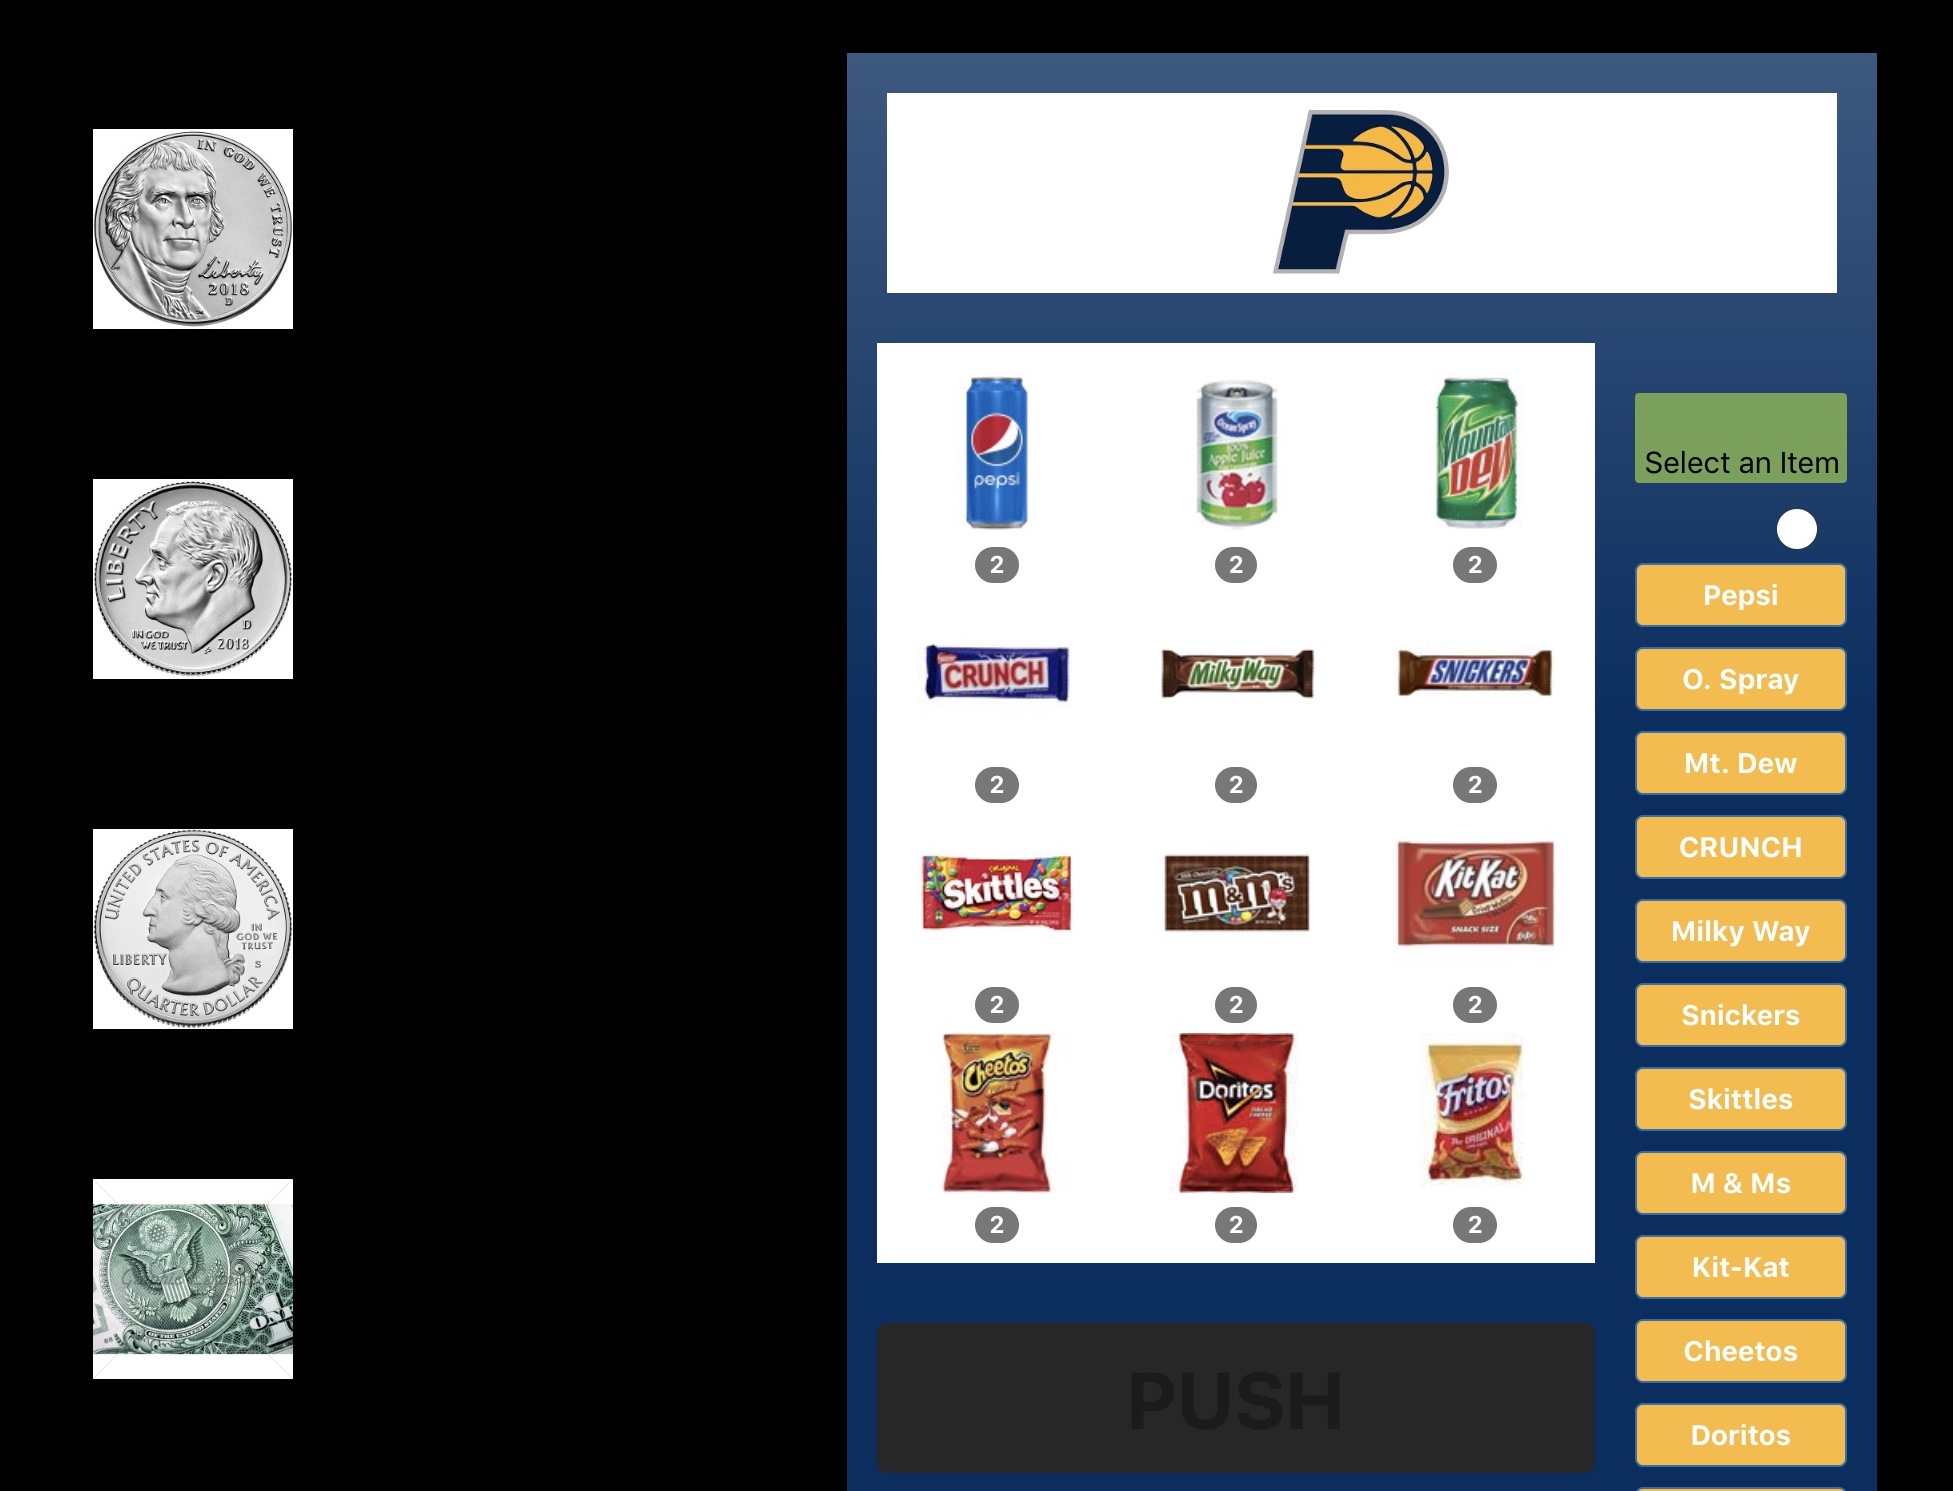 IN GOD WE TRUST
Liberty
2018
D
LIBERTY
IN GOD
WE TRUST
2018
D
UNITED STATES OF AMERICA
IN
GOD WE
TRUST
LIBERTY
S
QUARTER DOLLAR
ONE
pepsi
Ocean Spray
100%
Apple Juice
Mountain
DEW
2
2
2
CRUNCH
Milky Way
SNICKERS
2
2
2
ORIGINAL
Skittles
m&m's
KitKat
SNACK SIZE
2
2
2
Cheetos
Doritos
Fritos
The ORIGINAL
2
2
2
PUSH
Select an Item
Pepsi
O. Spray
Mt. Dew
CRUNCH
Milky Way
Snickers
Skittles
M & Ms
Kit-Kat
Cheetos
Doritos